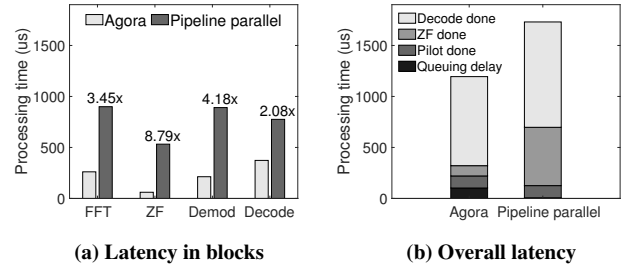 Agora Pipeline parallel
Processing time (us)
1500
1000
500
0
3.45x
8.79x
4.18x
2.08x
FFT ZF Demod Decode
(a) Latency in blocks
Decode done
ZF done
Pilot done
Queuing delay
Processing time (us)
1500
1000
500
0
Agora Pipeline parallel
(b) Overall latency